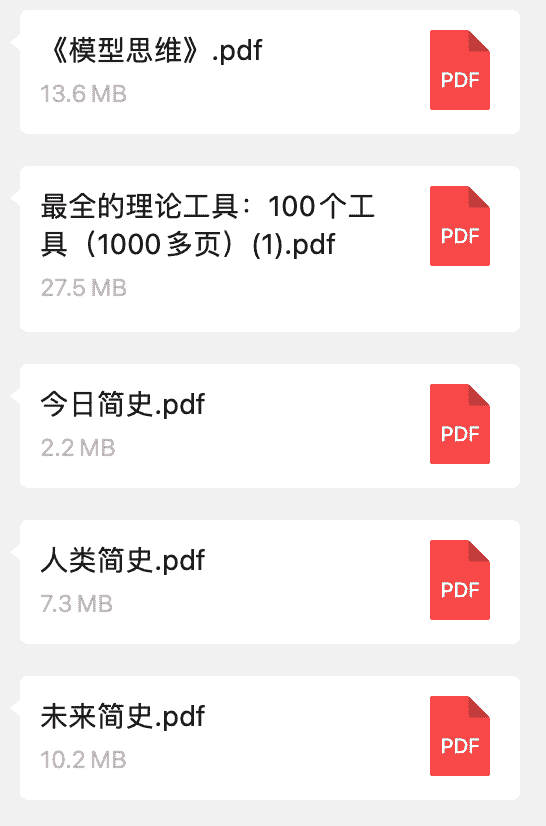 《模型思维》.pdf
13.6 MB
PDF
最全的理论工具：100个工
具（1000多页）(1).pdf
27.5 MB
PDF
今日简史.pdf
2.2 MB
PDF
人类简史.pdf
7.3 MB
PDF
未来简史.pdf
10.2 MB
PDF